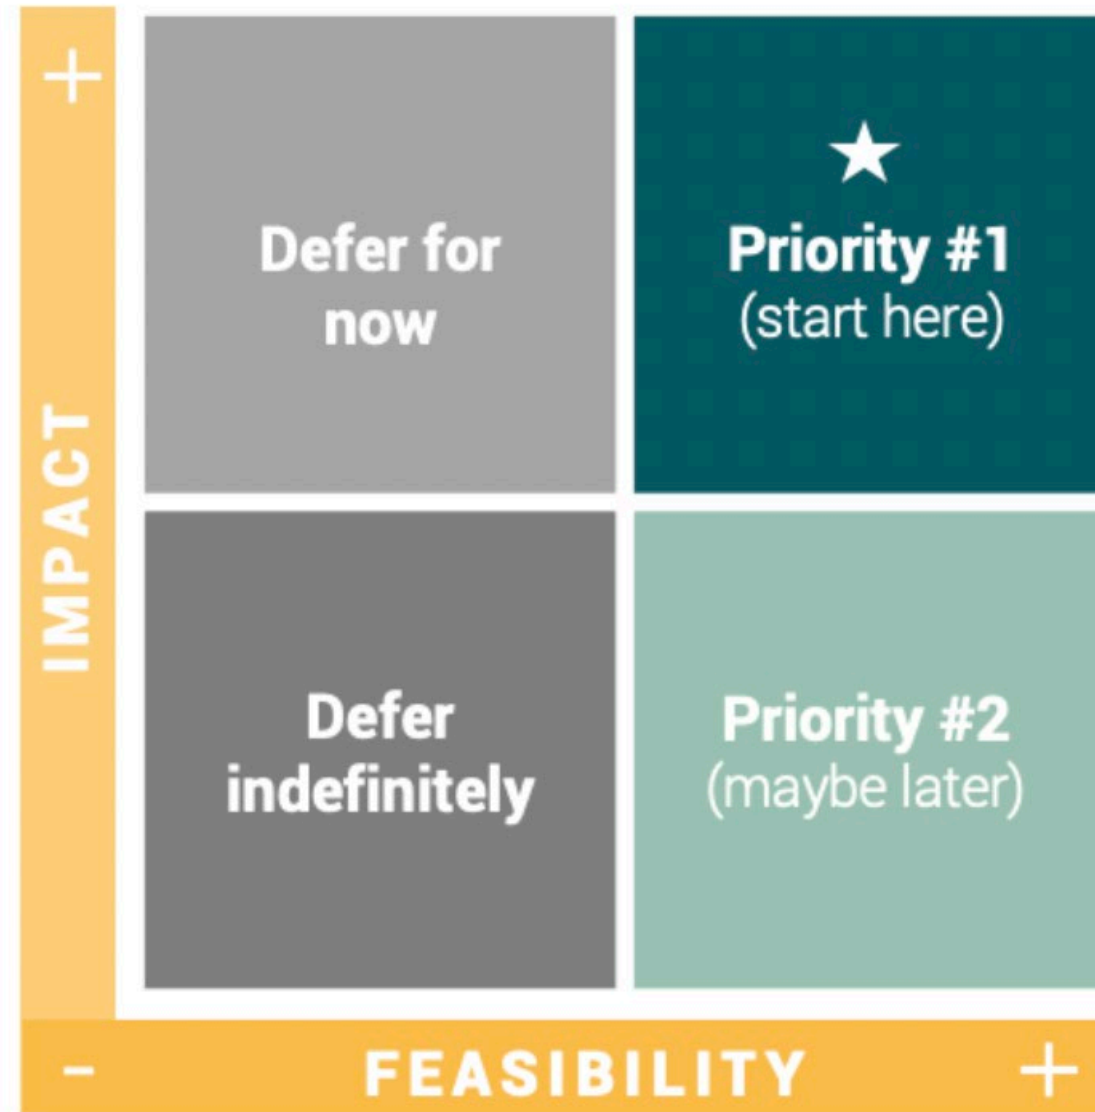 +
Defer for
now
Priority #1
(start here)
IMPACT
Defer
indefinitely
Priority #2
(maybe later)
- FEASIBILITY +